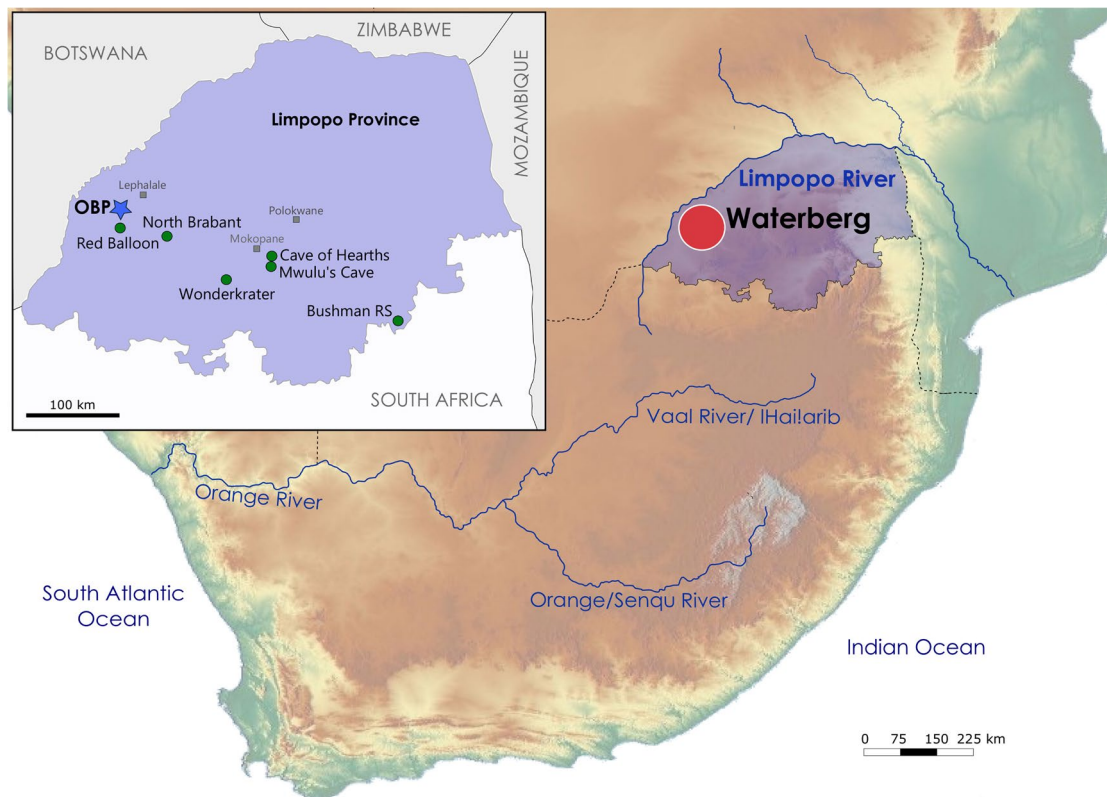 ZIMBABWE
BOTSWANA
MOZAMBIQUE
Limpopo Province
Lephalale
OBP
North Brabant
Red Balloon
Polokwane
Mokopane
Cave of Hearths
Mwulu's Cave
Wonderkrater
Bushman RS
100 km
SOUTH AFRICA
Limpopo River
Waterberg
Vaal River/ lHai!arib
Orange River
Orange/Senqu River
South Atlantic
Ocean
Indian Ocean
0 75 150 225 km